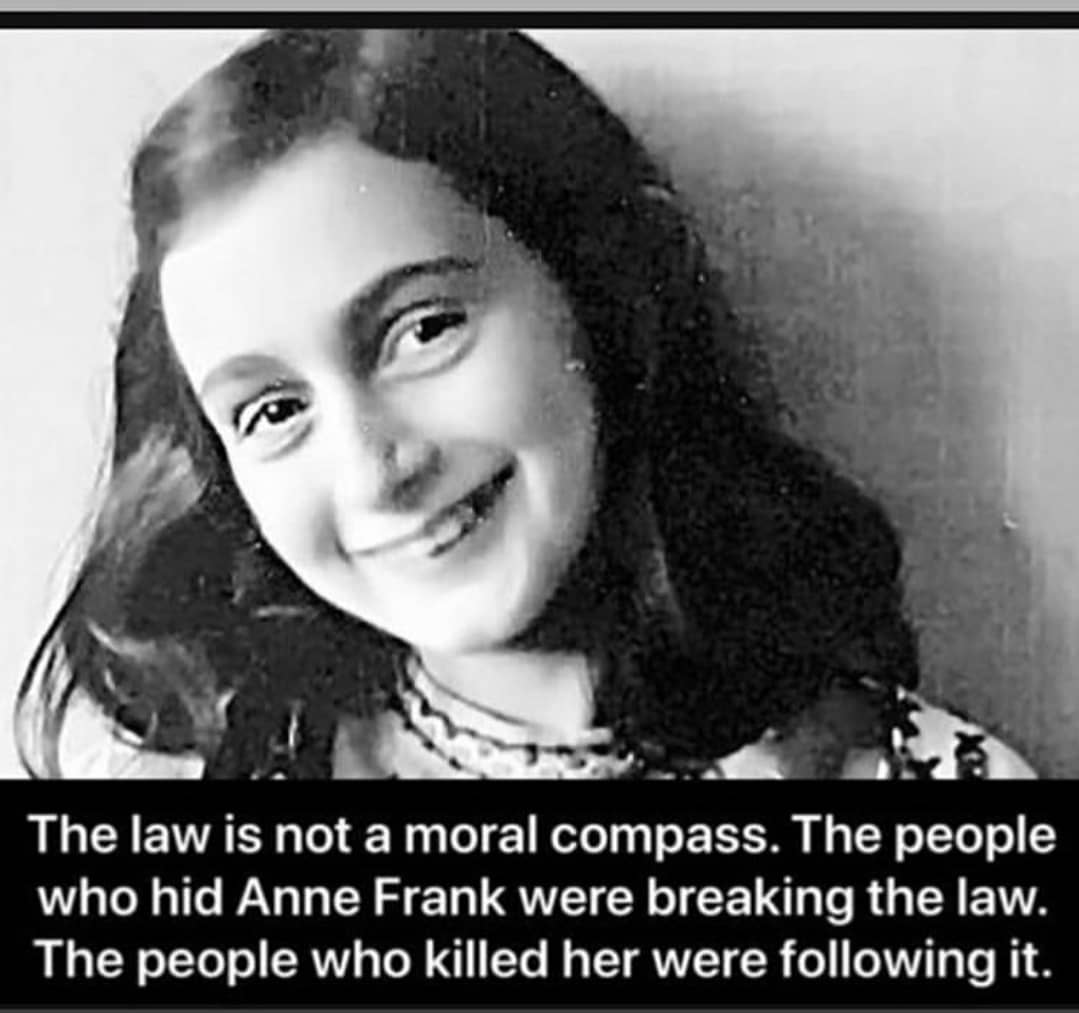 The law is not a moral compass. The people
who hid Anne Frank were breaking the law.
The people who killed her were following it.